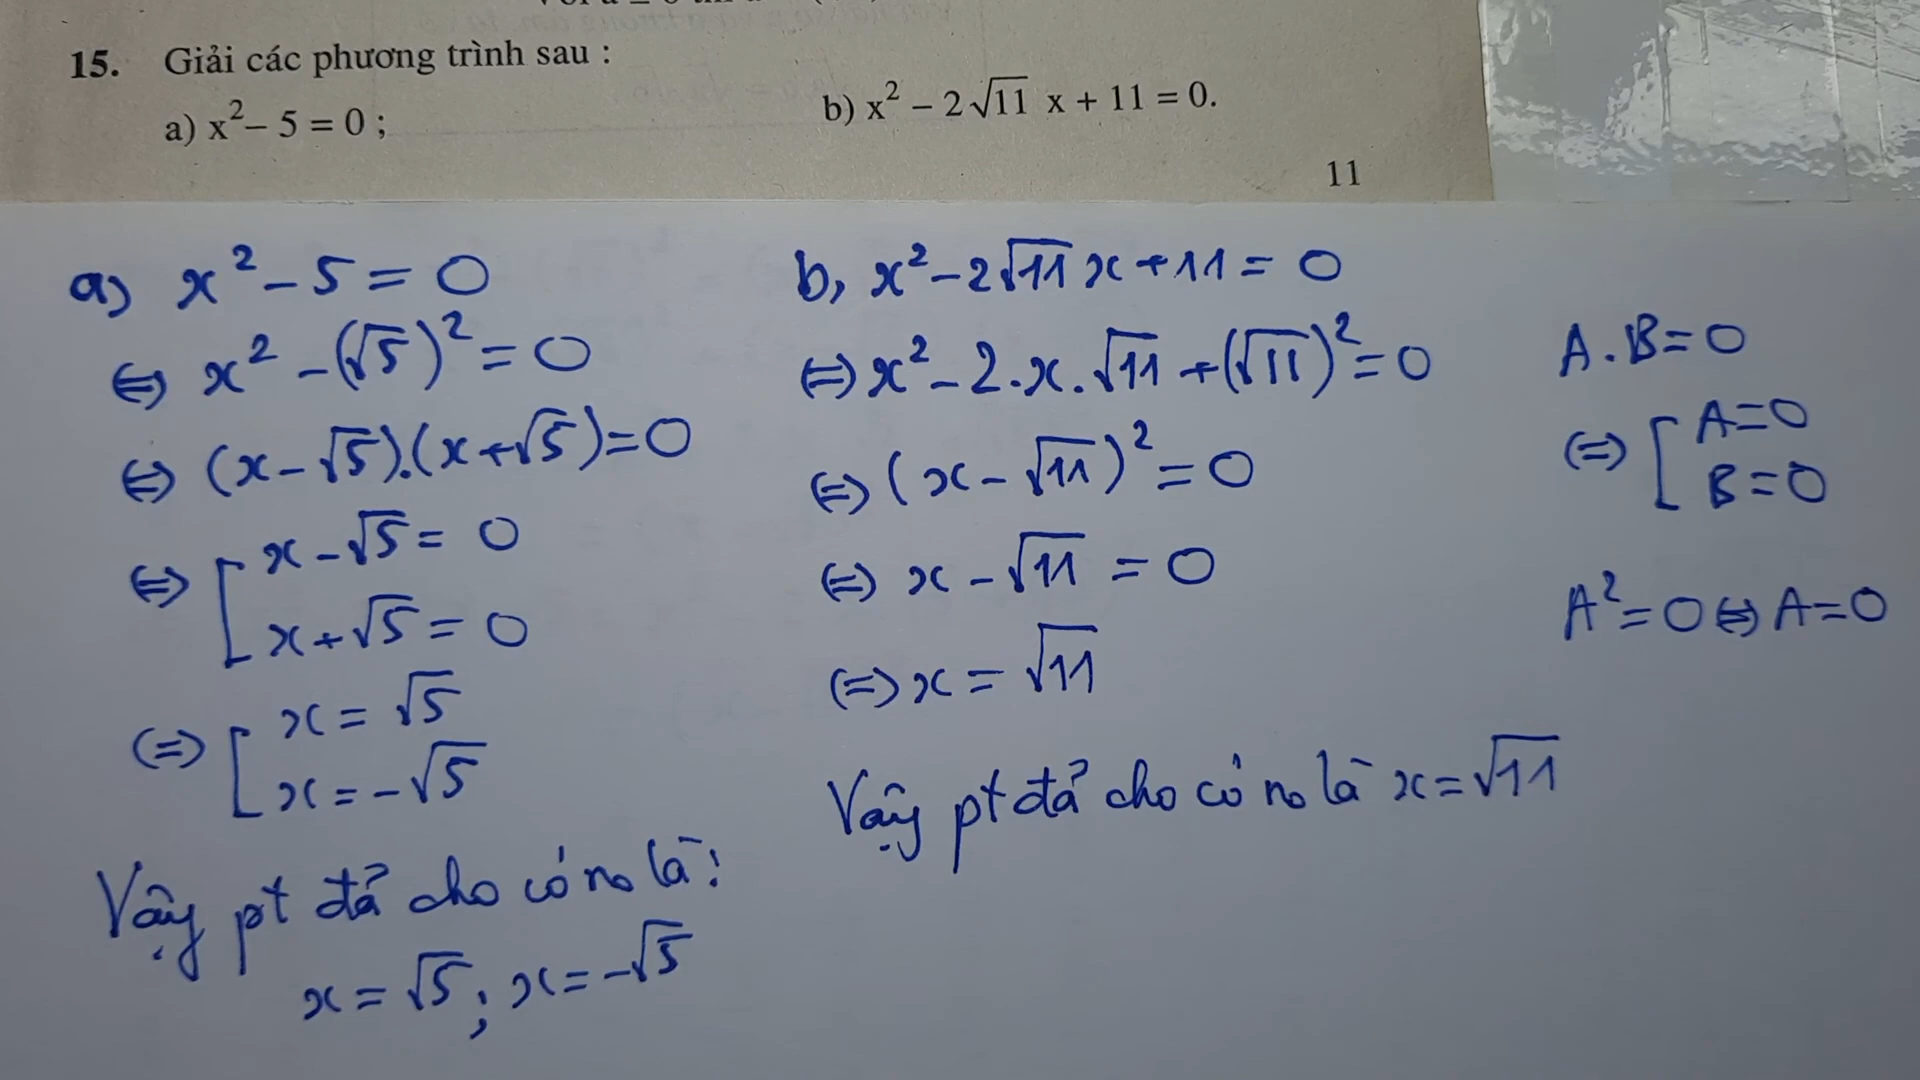 15. Giải các phương trình sau :
a) x² – 5 = 0 ;
b) x² – 2√11 x + 11 = 0.
11
a) x² – 5 = 0
⇔ x² – (√5)² = 0
⇔ (x – √5).(x + √5) = 0
⇔ [ x – √5 = 0
x + √5 = 0
⇔ [ x = √5
x = –√5
Vậy pt đã cho có no là:
x = √5 ; x = –√5
b, x² – 2√11 x + 11 = 0
⇔ x² – 2.x.√11 + (√11)² = 0
⇔ (x – √11)² = 0
⇔ x – √11 = 0
⇔ x = √11
Vậy pt đã cho có no là x = √11
A.B = 0
⇔ [ A = 0
B = 0
A² = 0 ⇔ A = 0